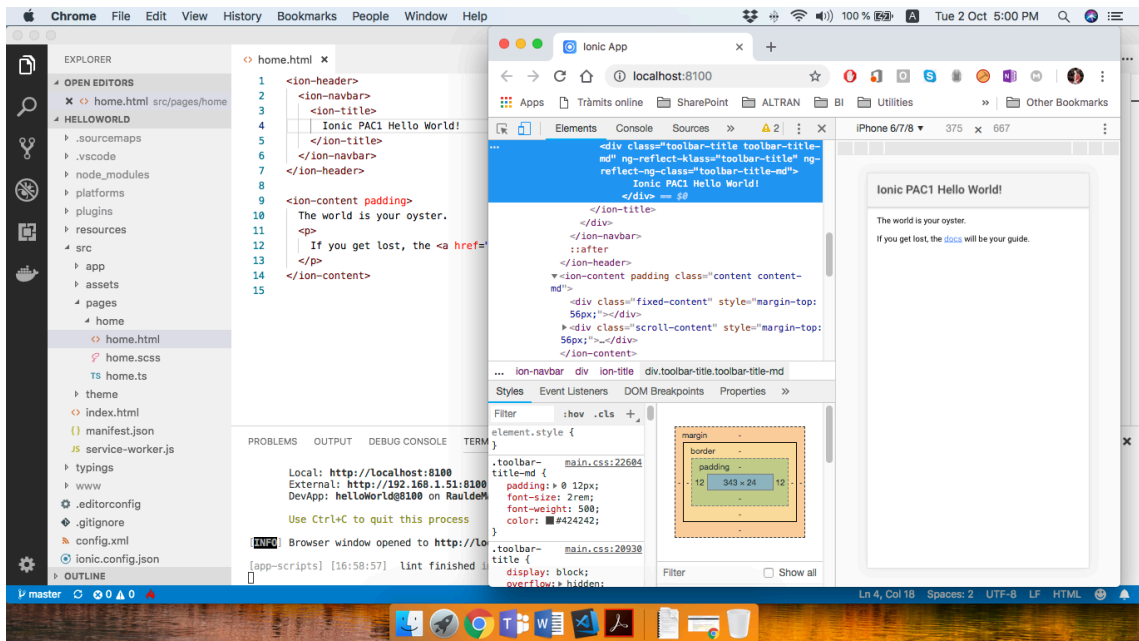 Chrome File Edit View History Bookmarks People Window Help 100 % A Tue 2 Oct 5:00 PM
EXPLORER
OPEN EDITORS
home.html src/pages/home
HELLOWORLD
.sourcemaps
.vscode
node_modules
platforms
plugins
resources
src
app
assets
pages
home
home.html
home.scss
TS home.ts
theme
index.html
{} manifest.json
JS service-worker.js
typings
www
.editorconfig
.gitignore
config.xml
ionic.config.json
OUTLINE
home.html
1 <ion-header>
2 <ion-navbar>
3 <ion-title>
4 Ionic PAC1 Hello World!
5 </ion-title>
6 </ion-navbar>
7 </ion-header>
8
9 <ion-content padding>
10 The world is your oyster.
11 <p>
12 If you get lost, the <a href="
13 </p>
14 </ion-content>
15
PROBLEMS OUTPUT DEBUG CONSOLE TERM
Local: http://localhost:8100
External: http://192.168.1.51:8100
DevApp: helloWorld@8100 on RauldeM
Use Ctrl+C to quit this process
[INFO] Browser window opened to http://lo
[app-scripts] [16:58:57] lint finished i
Ionic App
localhost:8100
Apps Tràmits online SharePoint ALTRAN BI Utilities » Other Bookmarks
Elements Console Sources » 2
iPhone 6/7/8 ▼ 375 x 667
... <div class="toolbar-title toolbar-title-
md" ng-reflect-klass="toolbar-title" ng-
reflect-ng-class="toolbar-title-md">
Ionic PAC1 Hello World!
</div> == $0
</ion-title>
</div>
</ion-navbar>
::after
</ion-header>
▼<ion-content padding class="content content-
md">
<div class="fixed-content" style="margin-top:
56px;"></div>
▶<div class="scroll-content" style="margin-top:
56px;">…</div>
</ion-content>
... ion-navbar div ion-title div.toolbar-title.toolbar-title-md
Styles Event Listeners DOM Breakpoints Properties »
Filter :hov .cls +
element.style {
}
.toolbar- main.css:22604
title-md {
padding:▶ 0 12px;
font-size: 2rem;
font-weight: 500;
color: #424242;
}
.toolbar- main.css:20930
title {
display: block;
overflow:▶ hidden;
margin -
border -
padding -
- - 12 343 × 24 12 - -
-
-
-
Filter Show all
Ionic PAC1 Hello World!
The world is your oyster.
If you get lost, the docs will be your guide.
master 0 0 Ln 4, Col 18 Spaces: 2 UTF-8 LF HTML